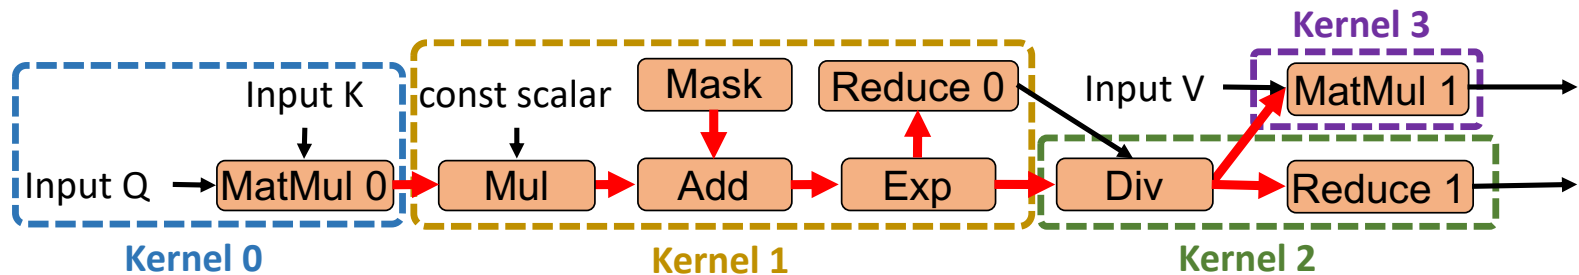 Kernel 3
Input K
const scalar
Mask
Reduce 0
Input V
MatMul 1
Input Q
MatMul 0
Mul
Add
Exp
Div
Reduce 1
Kernel 0
Kernel 1
Kernel 2